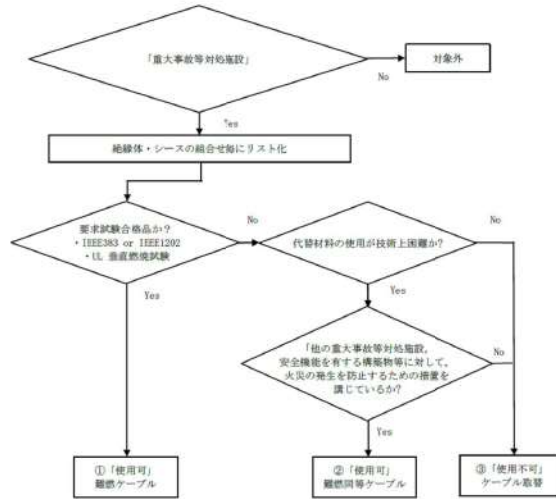 「重大事故等対処施設」
No
対象外
Yes
絶縁体・シースの組合せ毎にリスト化
要求試験合格品か?
・IEEE383 or IEEE1202
・UL 垂直燃焼試験
No
代替材料の使用が技術上困難か?
No
Yes
Yes
「他の重大事故等対処施設,
安全機能を有する構築物等に対して、
火災の発生を防止するための措置を
講じているか?
No
Yes
①「使用可」
難燃ケーブル
②「使用可」
難燃同等ケーブル
③「使用不可」
ケーブル取替